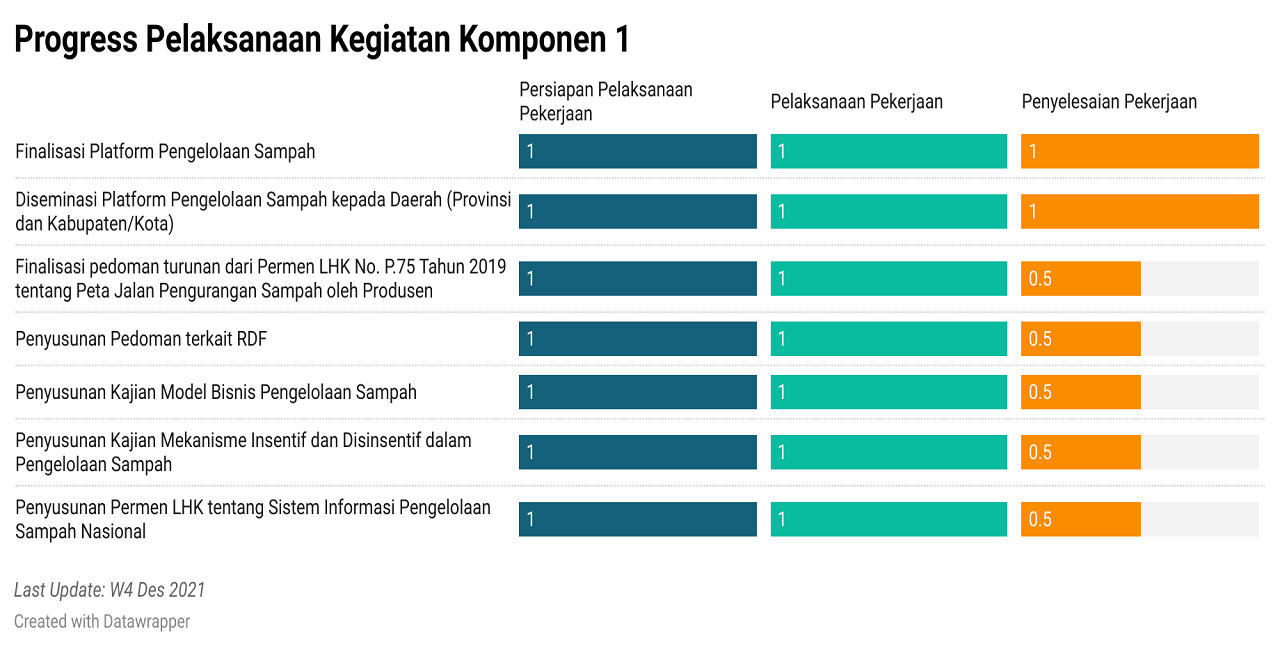 Progress Pelaksanaan Kegiatan Komponen 1
Persiapan Pelaksanaan
Pekerjaan
Pelaksanaan Pekerjaan
Penyelesaian Pekerjaan
Finalisasi Platform Pengelolaan Sampah
1
1
1
Diseminasi Platform Pengelolaan Sampah kepada Daerah (Provinsi
dan Kabupaten/Kota)
1
1
1
Finalisasi pedoman turunan dari Permen LHK No. P.75 Tahun 2019
tentang Peta Jalan Pengurangan Sampah oleh Produsen
1
1
0.5
Penyusunan Pedoman terkait RDF
1
1
0.5
Penyusunan Kajian Model Bisnis Pengelolaan Sampah
1
1
0.5
Penyusunan Kajian Mekanisme Insentif dan Disinsentif dalam
Pengelolaan Sampah
1
1
0.5
Penyusunan Permen LHK tentang Sistem Informasi Pengelolaan
Sampah Nasional
1
1
0.5
Last Update: W4 Des 2021
Created with Datawrapper